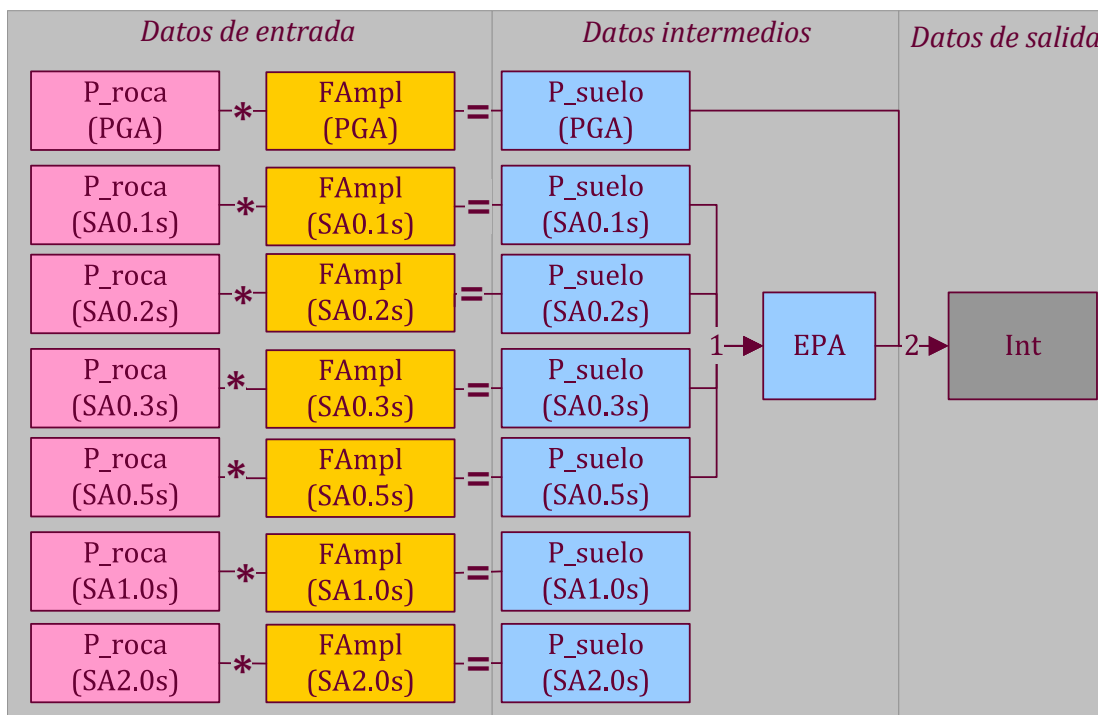 Datos de entrada
Datos intermedios
Datos de salida
P_roca * FAmpl = P_suelo
(PGA) (PGA) (PGA)
P_roca * FAmpl = P_suelo
(SA0.1s) (SA0.1s) (SA0.1s)
P_roca * FAmpl = P_suelo
(SA0.2s) (SA0.2s) (SA0.2s)
1 EPA 2 Int
P_roca * FAmpl = P_suelo
(SA0.3s) (SA0.3s) (SA0.3s)
P_roca * FAmpl = P_suelo
(SA0.5s) (SA0.5s) (SA0.5s)
P_roca * FAmpl = P_suelo
(SA1.0s) (SA1.0s) (SA1.0s)
P_roca * FAmpl = P_suelo
(SA2.0s) (SA2.0s) (SA2.0s)